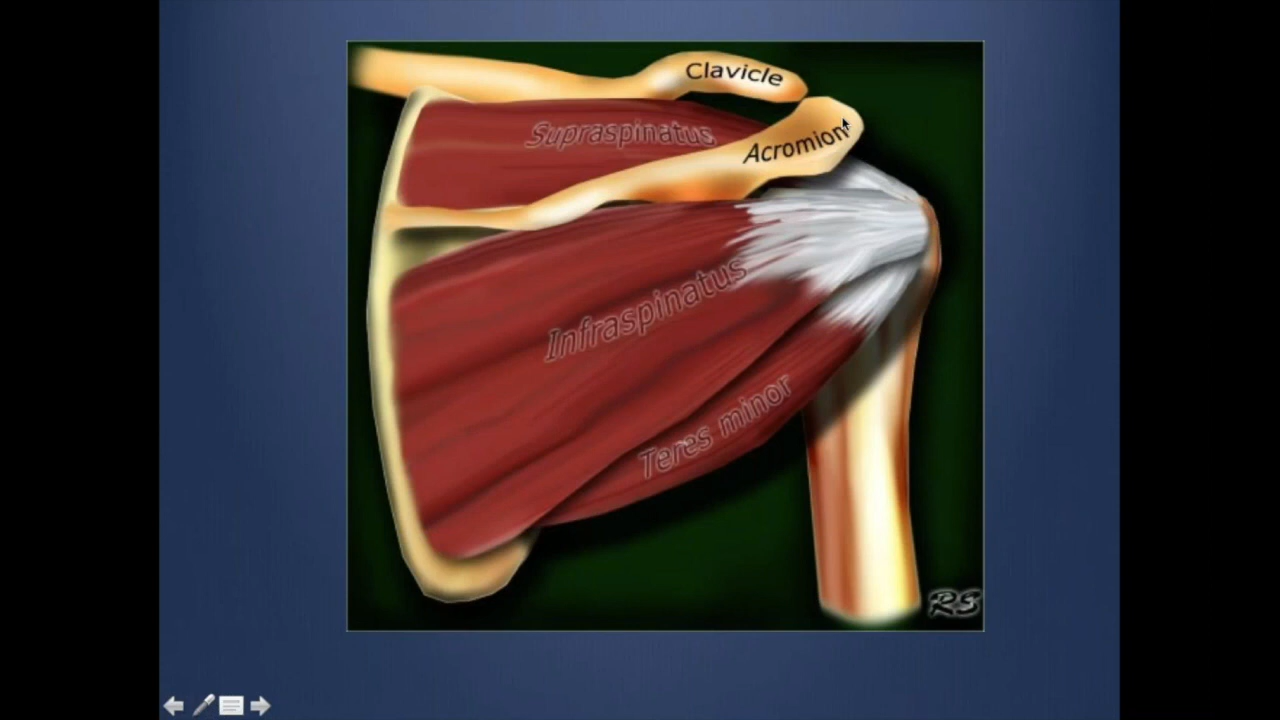 Clavicle
Supraspinatus
Acromion
Infraspinatus
Teres minor
RS